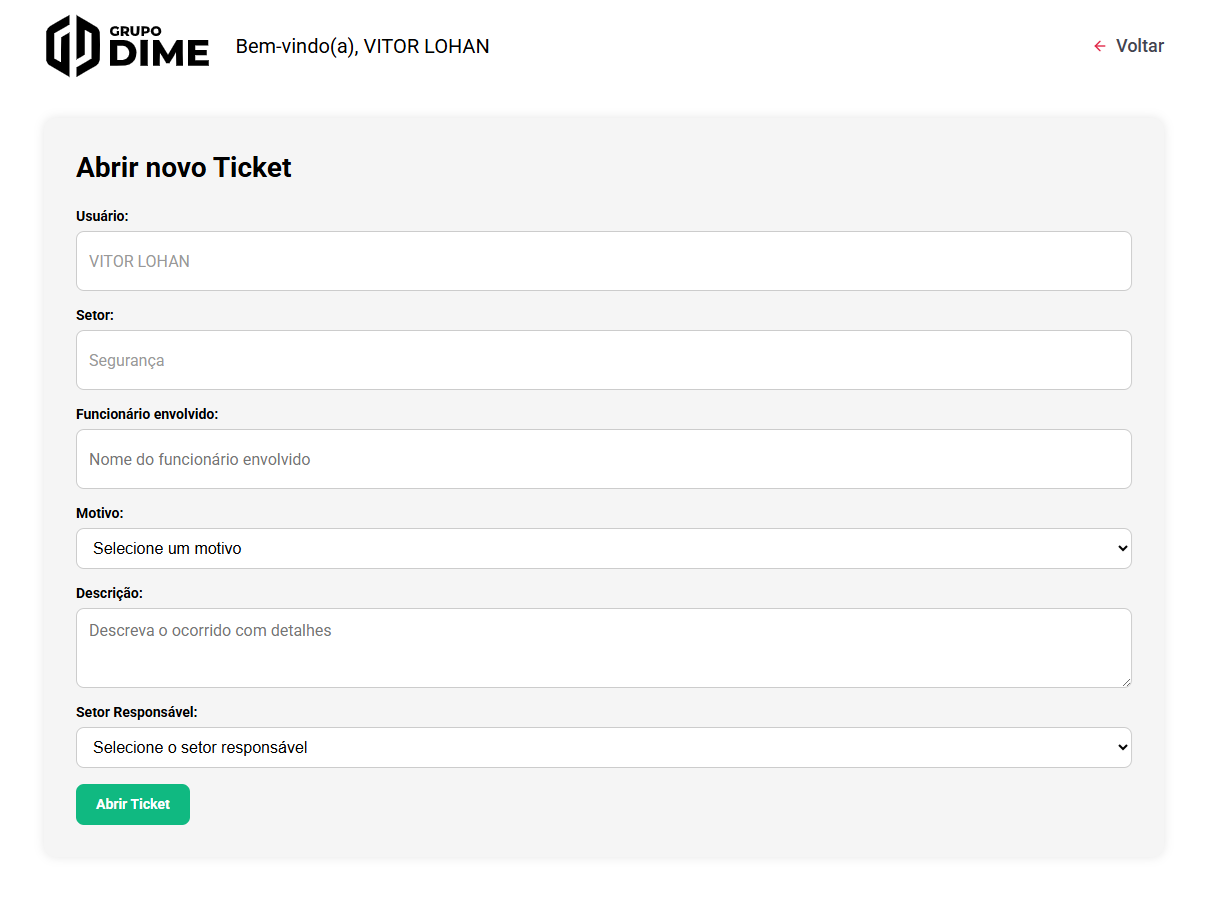 GRUPO
DIME
Bem-vindo(a), VITOR LOHAN
Voltar
Abrir novo Ticket
Usuário:
VITOR LOHAN
Setor:
Segurança
Funcionário envolvido:
Nome do funcionário envolvido
Motivo:
Selecione um motivo
Descrição:
Descreva o ocorrido com detalhes
Setor Responsável:
Selecione o setor responsável
Abrir Ticket